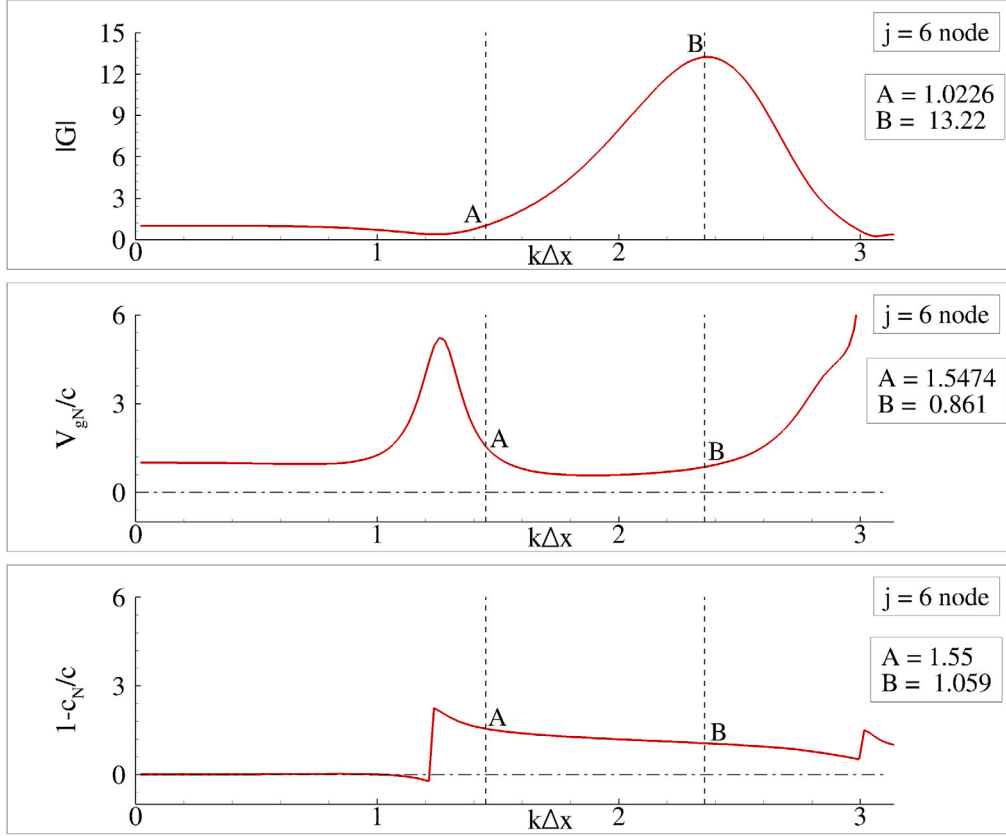 15
12
9
6
3
0
|G|
0
1
2
3
kΔx
A
B
j = 6 node
A = 1.0226
B = 13.22
6
3
0
V_gN/c
0
1
2
3
kΔx
A
B
j = 6 node
A = 1.5474
B = 0.861
6
3
0
1-c_N/c
0
1
2
3
kΔx
A
B
j = 6 node
A = 1.55
B = 1.059